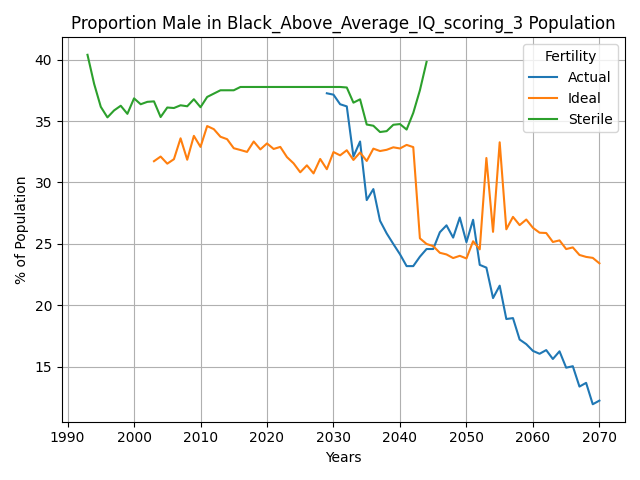 Proportion Male in Black_Above_Average_IQ_scoring_3 Population
% of Population
40
35
30
25
20
15
Fertility
Actual
Ideal
Sterile
1990 2000 2010 2020 2030 2040 2050 2060 2070
Years